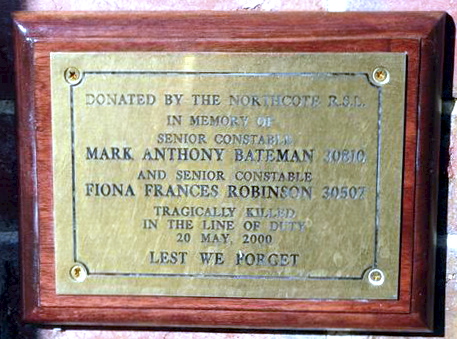 DONATED BY THE NORTHCOTE R.S.L.
IN MEMORY OF
SENIOR CONSTABLE
MARK ANTHONY BATEMAN 30810
AND SENIOR CONSTABLE
FIONA FRANCES ROBINSON 30507
TRAGICALLY KILLED
IN THE LINE OF DUTY
20 MAY, 2000
LEST WE FORGET